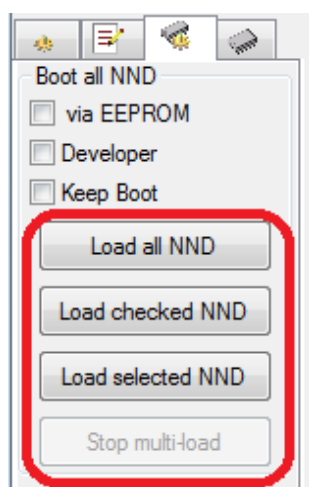 Boot all NND
via EEPROM
Developer
Keep Boot
Load all NND
Load checked NND
Load selected NND
Stop multi-load